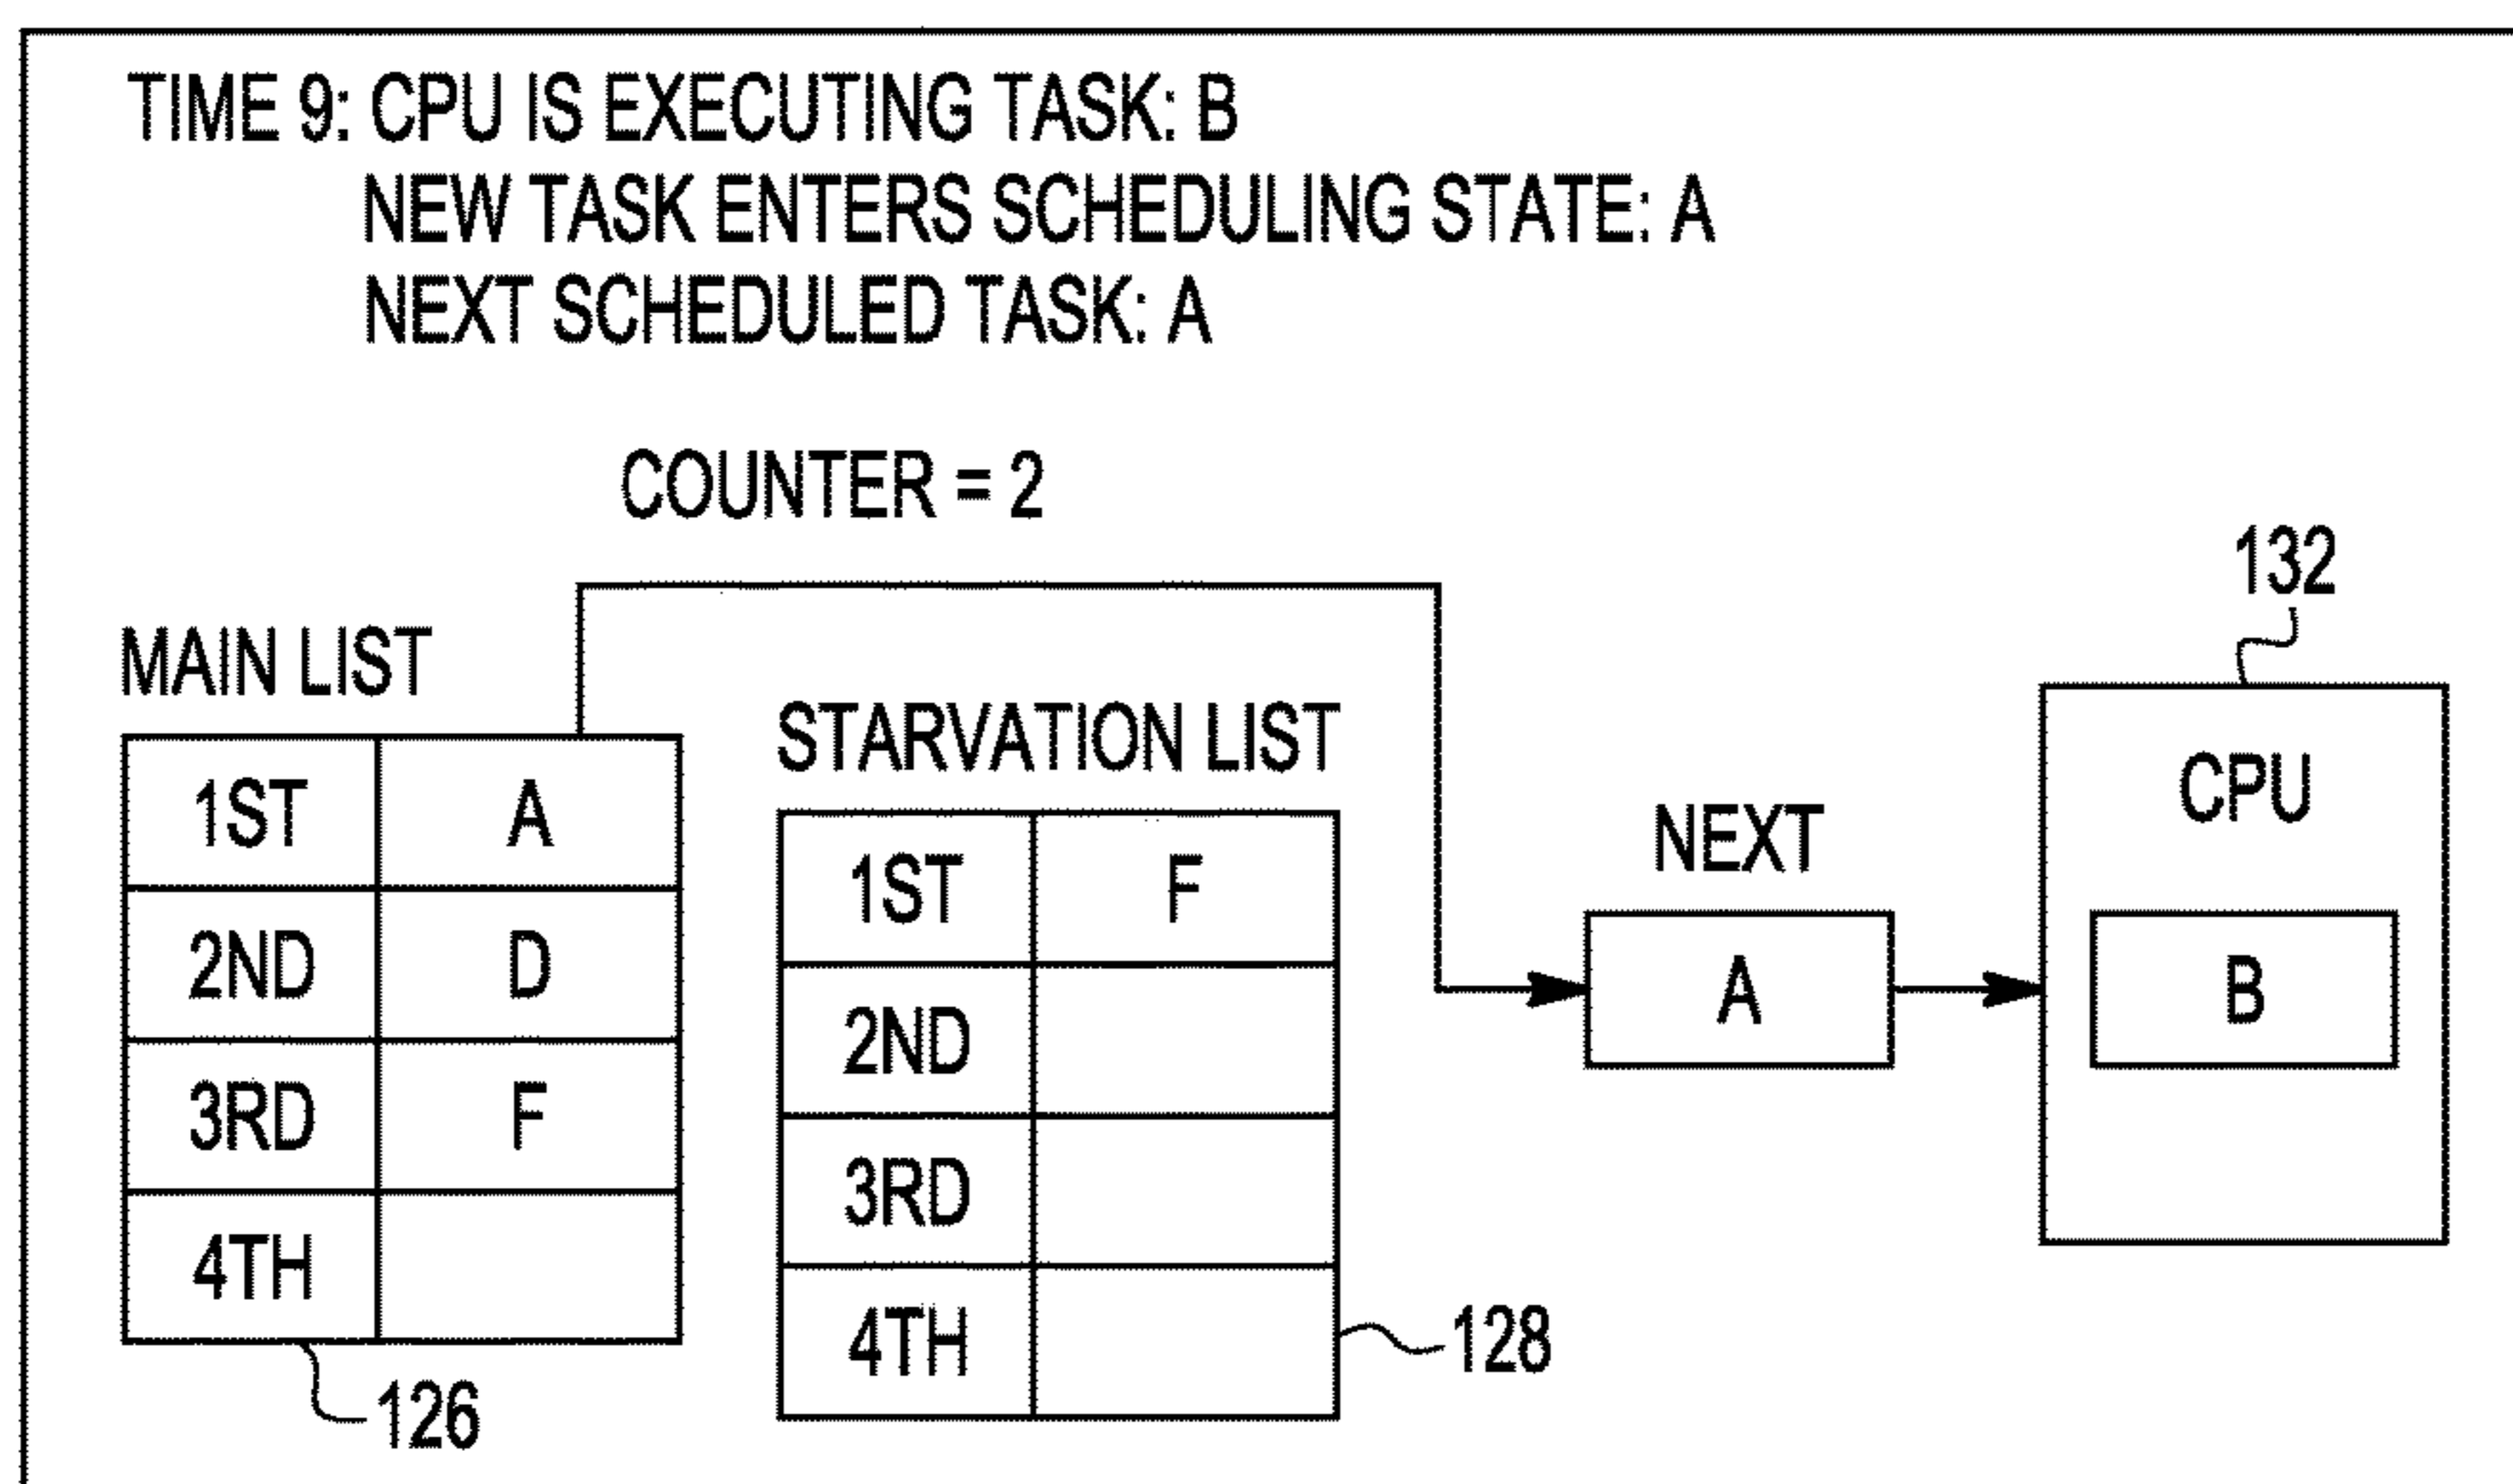 TIME 9: CPU IS EXECUTING TASK: B
NEW TASK ENTERS SCHEDULING STATE: A
NEXT SCHEDULED TASK: A
COUNTER = 2
132
MAIN LIST
1ST A
2ND D
3RD F
4TH
126
STARVATION LIST
1ST F
2ND
3RD
4TH
128
NEXT
A
CPU
B